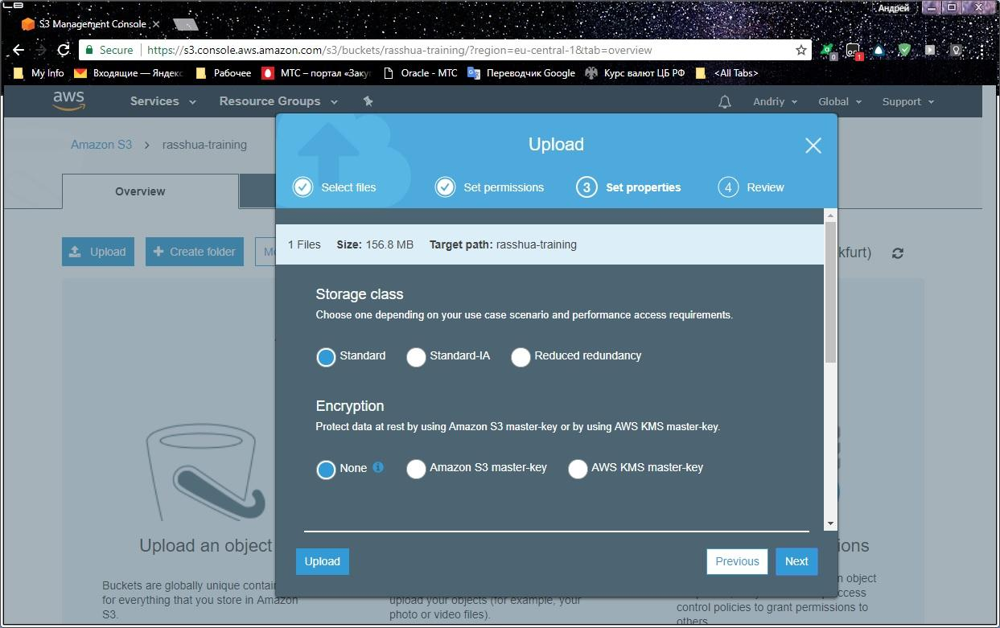 Андрей
S3 Management Console
Secure https://s3.console.aws.amazon.com/s3/buckets/rasshua-training/?region=eu-central-1&tab=overview
0 1
My Info Входящие — Яндекс Рабочее МТС – портал «Заку Oracle - МТС Переводчик Google Курс валют ЦБ РФ <All Tabs>
aws Services Resource Groups Andriy Global Support
Amazon S3 rasshua-training
Overview
Upload
Select files Set permissions 3 Set properties 4 Review
1 Files Size: 156.8 MB Target path: rasshua-training
Upload Create folder kfurt)
Storage class
Choose one depending on your use case scenario and performance access requirements.
Standard Standard-IA Reduced redundancy
Encryption
Protect data at rest by using Amazon S3 master-key or by using AWS KMS master-key.
None Amazon S3 master-key AWS KMS master-key
Upload Previous Next
Upload an object
Buckets are globally unique contai
for everything that you store in Amazon
S3.
upload your objects (for example, your
photo or video files).
ions
n object
ccess
control policies to grant permissions to
others.